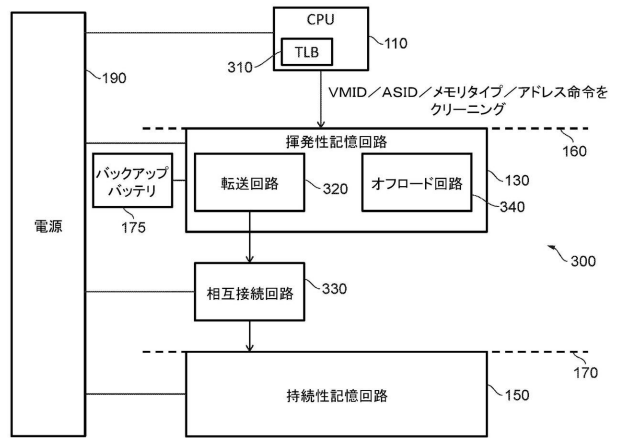 CPU
TLB
310
110
190
VMID／ASID／メモリタイプ／アドレス命令を
クリーニング
160
揮発性記憶回路
バックアップ
バッテリ
175
転送回路
320
オフロード回路
340
130
電源
300
相互接続回路
330
170
持続性記憶回路
150